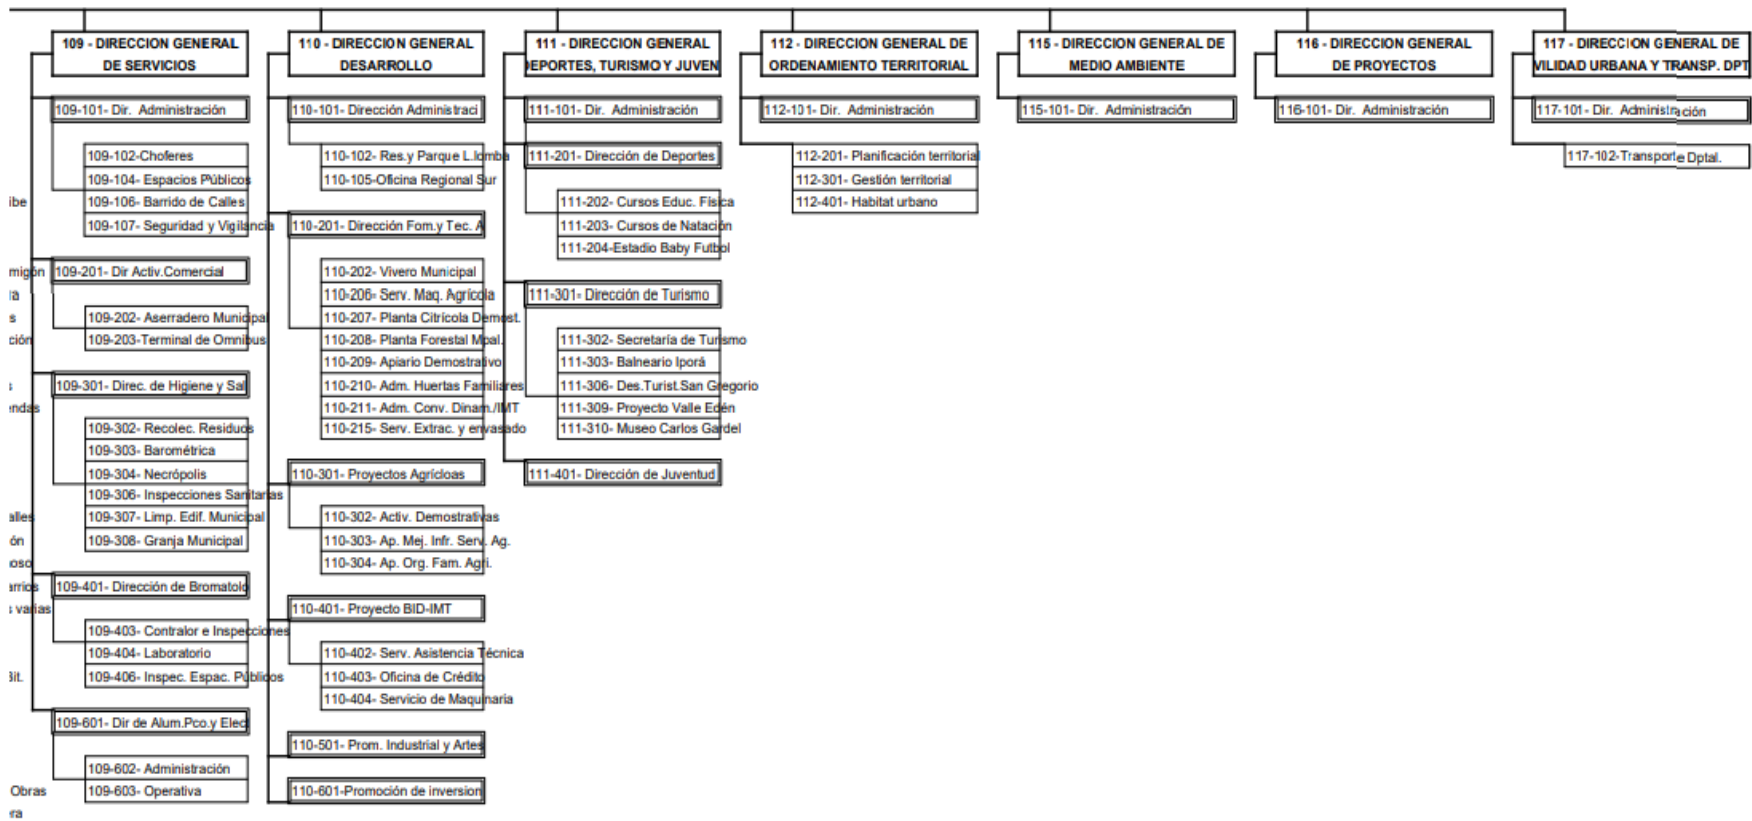 109 - DIRECCION GENERAL
DE SERVICIOS
109-101- Dir. Administración
109-102-Choferes
109-104- Espacios Públicos
109-106- Barrido de Calles
109-107- Seguridad y Vigilancia
109-201- Dir Activ.Comercial
109-202- Aserradero Municipal
109-203-Terminal de Omnibus
109-301- Direc. de Higiene y Sal
109-302- Recolec. Residuos
109-303- Barométrica
109-304- Necrópolis
109-306- Inspecciones Sanitarias
109-307- Limp. Edif. Municipal
109-308- Granja Municipal
109-401- Dirección de Bromatolo
109-403- Contralor e Inspecciones
109-404- Laboratorio
109-406- Inspec. Espac. Públicos
109-601- Dir de Alum.Pco.y Elec
109-602- Administración
109-603- Operativa
110 - DIRECCION GENERAL
DESARROLLO
110-101- Dirección Administraci
110-102- Res.y Parque L.lomba
110-105-Oficina Regional Sur
110-201- Dirección Fom.y Tec. A
110-202- Vivero Municipal
110-206- Serv. Maq. Agrícola
110-207- Planta Citrícola Demost.
110-208- Planta Forestal Mpal.
110-209- Apiario Demostrativo
110-210- Adm. Huertas Familiares
110-211- Adm. Conv. Dinam./IMT
110-215- Serv. Extrac. y envasado
110-301- Proyectos Agrícloas
110-302- Activ. Demostrativas
110-303- Ap. Mej. Infr. Serv. Ag.
110-304- Ap. Org. Fam. Agri.
110-401- Proyecto BID-IMT
110-402- Serv. Asistencia Técnica
110-403- Oficina de Crédito
110-404- Servicio de Maquinaria
110-501- Prom. Industrial y Artes
110-601-Promoción de inversion
111 - DIRECCION GENERAL
DEPORTES, TURISMO Y JUVEN
111-101- Dir. Administración
111-201- Dirección de Deportes
111-202- Cursos Educ. Física
111-203- Cursos de Natación
111-204-Estadio Baby Futbol
111-301- Dirección de Turismo
111-302- Secretaría de Turismo
111-303- Balneario Iporá
111-306- Des.Turist.San Gregorio
111-309- Proyecto Valle Edén
111-310- Museo Carlos Gardel
111-401- Dirección de Juventud
112 - DIRECCION GENERAL DE
ORDENAMIENTO TERRITORIAL
112-101- Dir. Administración
112-201- Planificación territorial
112-301- Gestión territorial
112-401- Habitat urbano
115 - DIRECCION GENERAL DE
MEDIO AMBIENTE
115-101- Dir. Administración
116 - DIRECCION GENERAL
DE PROYECTOS
116-101- Dir. Administración
117 - DIRECCION GENERAL DE
VILIDAD URBANA Y TRANSP. DPT
117-101- Dir. Administración
117-102-Transporte Dptal.
ibe
migón
ra
s
ción
s
endas
alles
ón
oso
arrios
s varias
Bit.
Obras
era